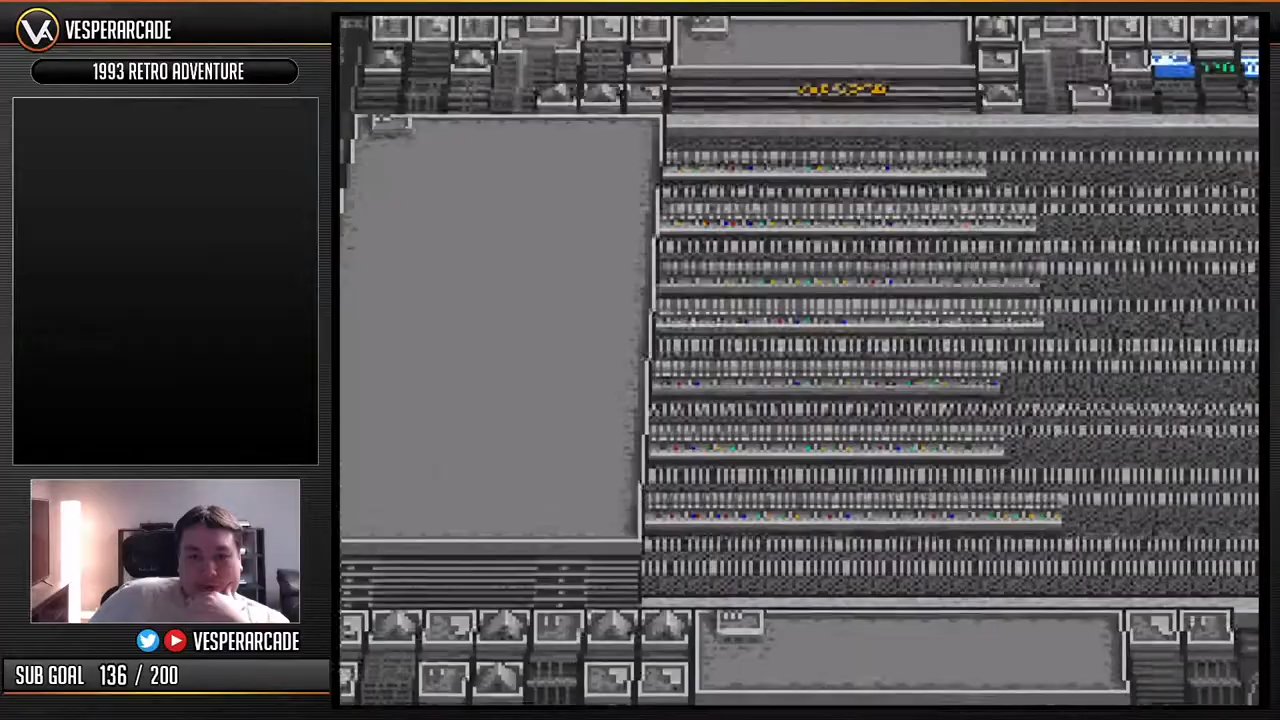 VESPERARCADE
1993 RETRO ADVENTURE
VESPERARCADE
SUB GOAL 136 / 200